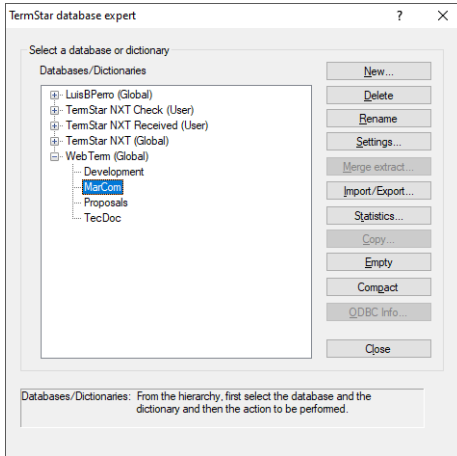 TermStar database expert
?
Select a database or dictionary
Databases/Dictionaries
LuisBPerro (Global)
TermStar NXT Check (User)
TermStar NXT Received (User)
TermStar NXT (Global)
WebTerm (Global)
Development
MarCom
Proposals
TecDoc
New...
Delete
Rename
Settings...
Merge extract...
Import/Export...
Statistics...
Copy...
Empty
Compact
ODBC Info...
Close
Databases/Dictionaries: From the hierarchy, first select the database and the
dictionary and then the action to be performed.